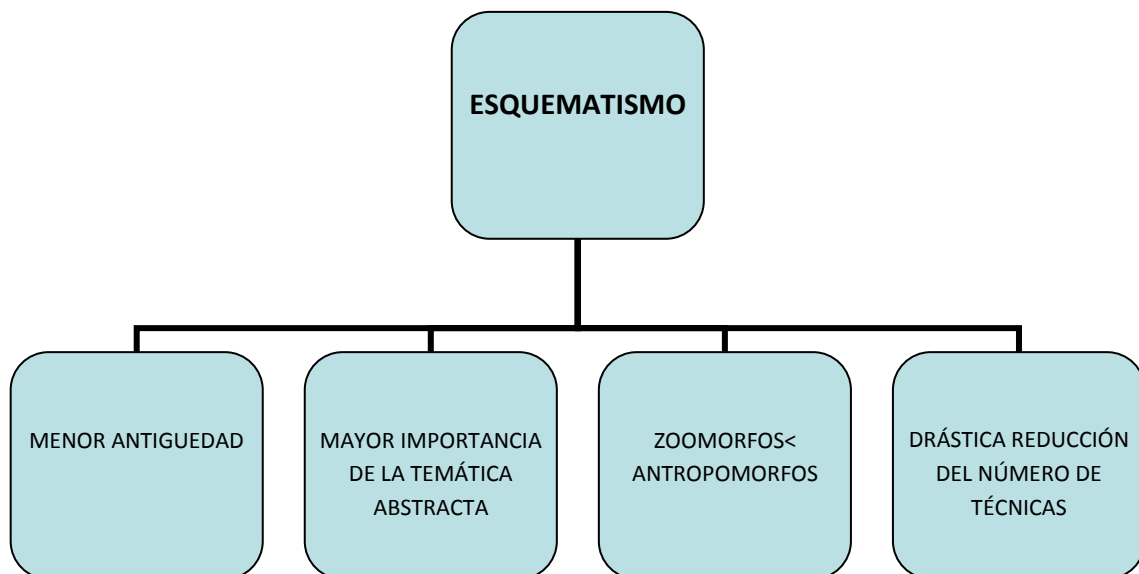 ESQUEMATISMO
MENOR ANTIGUEDAD
MAYOR IMPORTANCIA
DE LA TEMÁTICA
ABSTRACTA
ZOOMORFOS<
ANTROPOMORFOS
DRÁSTICA REDUCCIÓN
DEL NÚMERO DE
TÉCNICAS